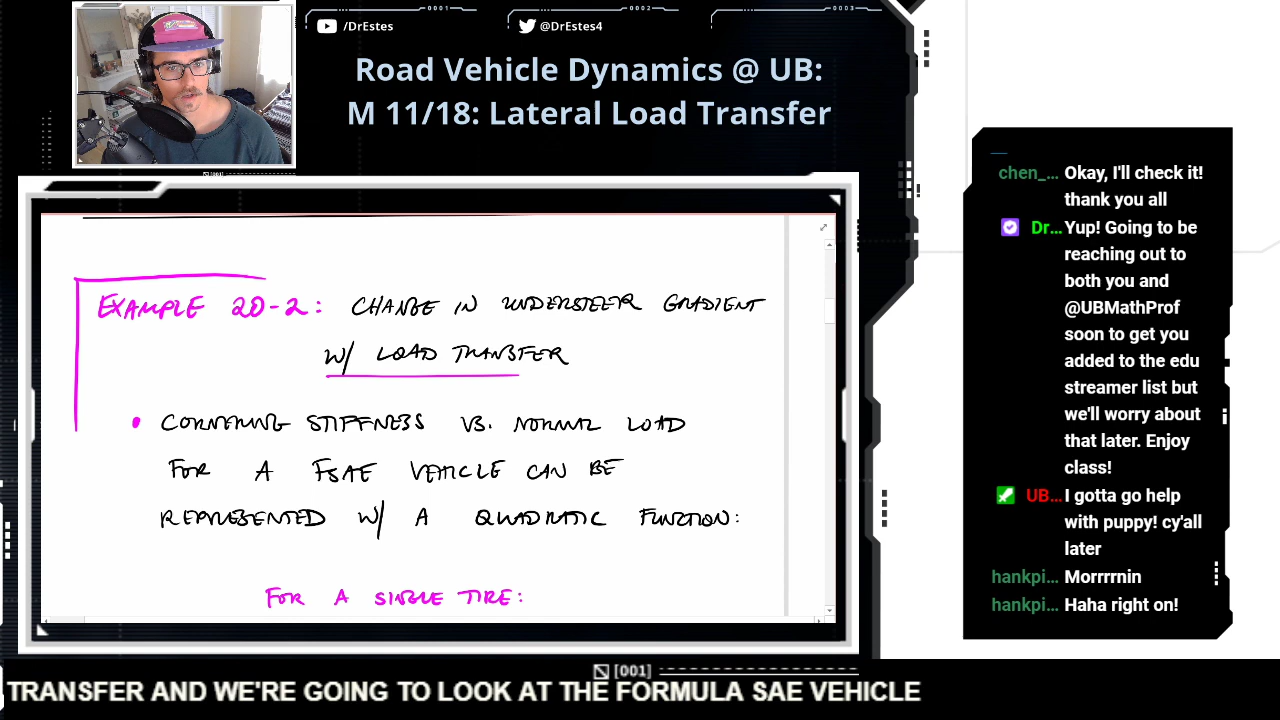 0001
0002
0003
/DrEstes
@DrEstes4
Road Vehicle Dynamics @ UB:
M 11/18: Lateral Load Transfer
[001]
EXAMPLE 20-2: CHANGE IN UNDERSTEER GRADIENT
W/ LOAD TRANSFER
• CORNERING STIFFNESS VS. NORMAL LOAD
FOR A FSAE VEHICLE CAN BE
REPRESENTED W/ A QUADRATIC FUNCTION:
FOR A SINGLE TIRE:
chen_... Okay, I'll check it!
thank you all
Dr... Yup! Going to be
reaching out to
both you and
@UBMathProf
soon to get you
added to the edu
streamer list but
we'll worry about
that later. Enjoy
class!
UB... I gotta go help
with puppy! cy'all
later
hankpi... Morrrrnin
hankpi... Haha right on!
[001]
TRANSFER AND WE'RE GOING TO LOOK AT THE FORMULA SAE VEHICLE